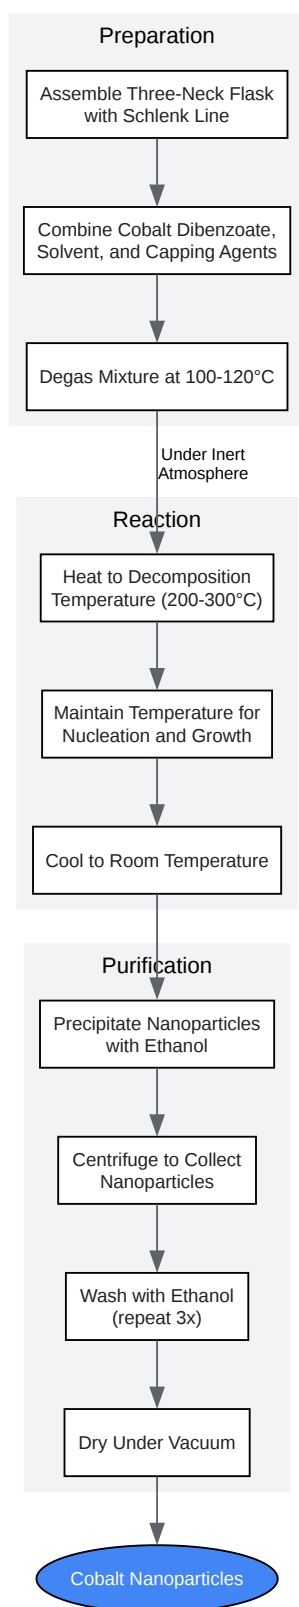 Preparation
Assemble Three-Neck Flask
with Schlenk Line
Combine Cobalt Dibenzoate,
Solvent, and Capping Agents
Degas Mixture at 100-120°C
Under Inert
Atmosphere
Reaction
Heat to Decomposition
Temperature (200-300°C)
Maintain Temperature for
Nucleation and Growth
Cool to Room Temperature
Purification
Precipitate Nanoparticles
with Ethanol
Centrifuge to Collect
Nanoparticles
Wash with Ethanol
(repeat 3x)
Dry Under Vacuum
Cobalt Nanoparticles